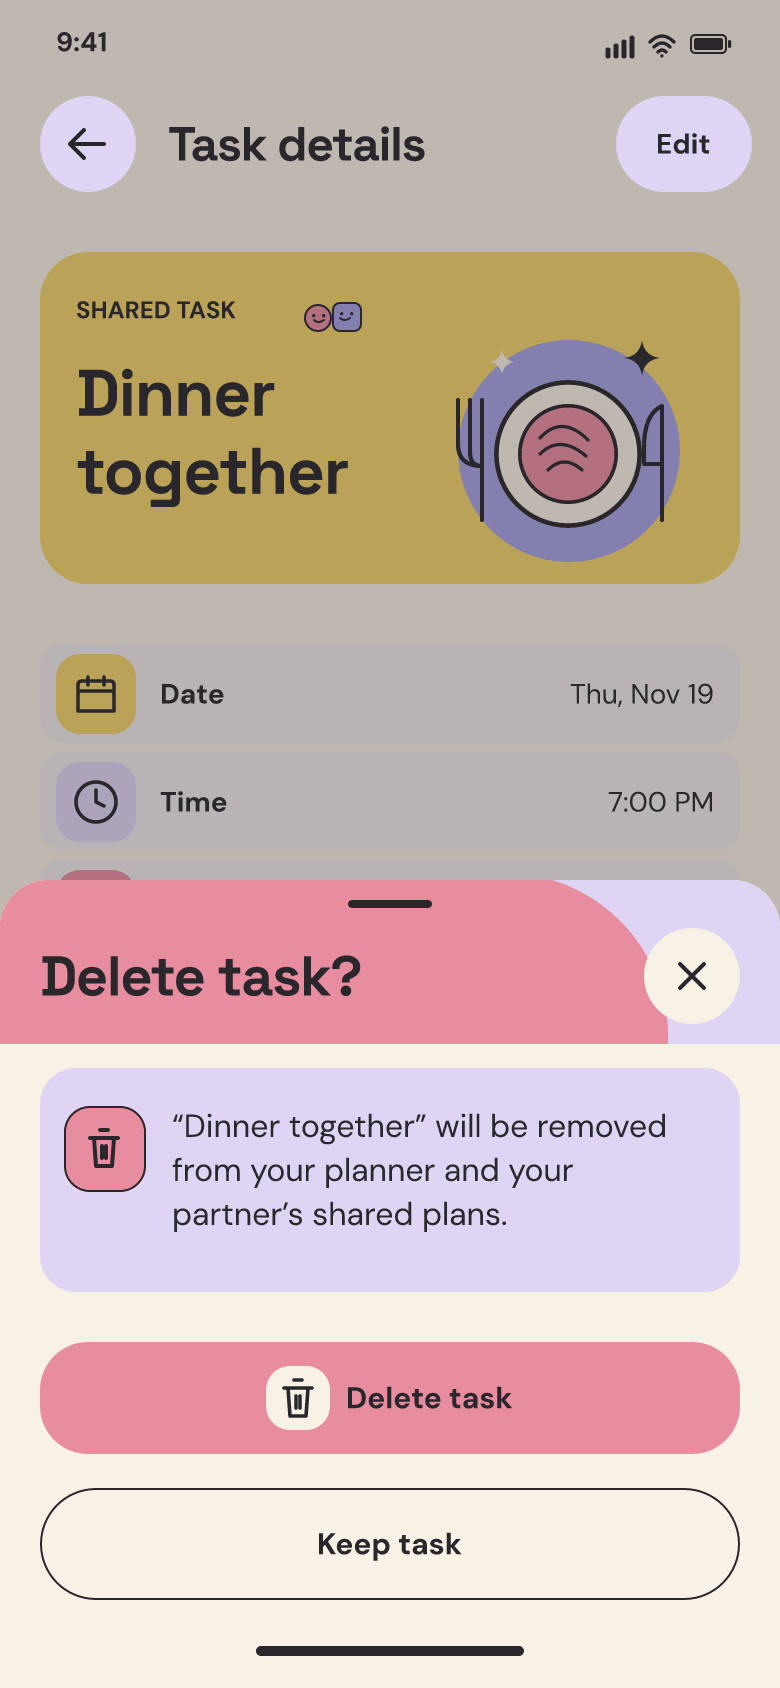 9:41
Task details
Edit
SHARED TASK
Dinner
together
Date
Thu, Nov 19
Time
7:00 PM
Delete task?
“Dinner together” will be removed
from your planner and your
partner’s shared plans.
Delete task
Keep task